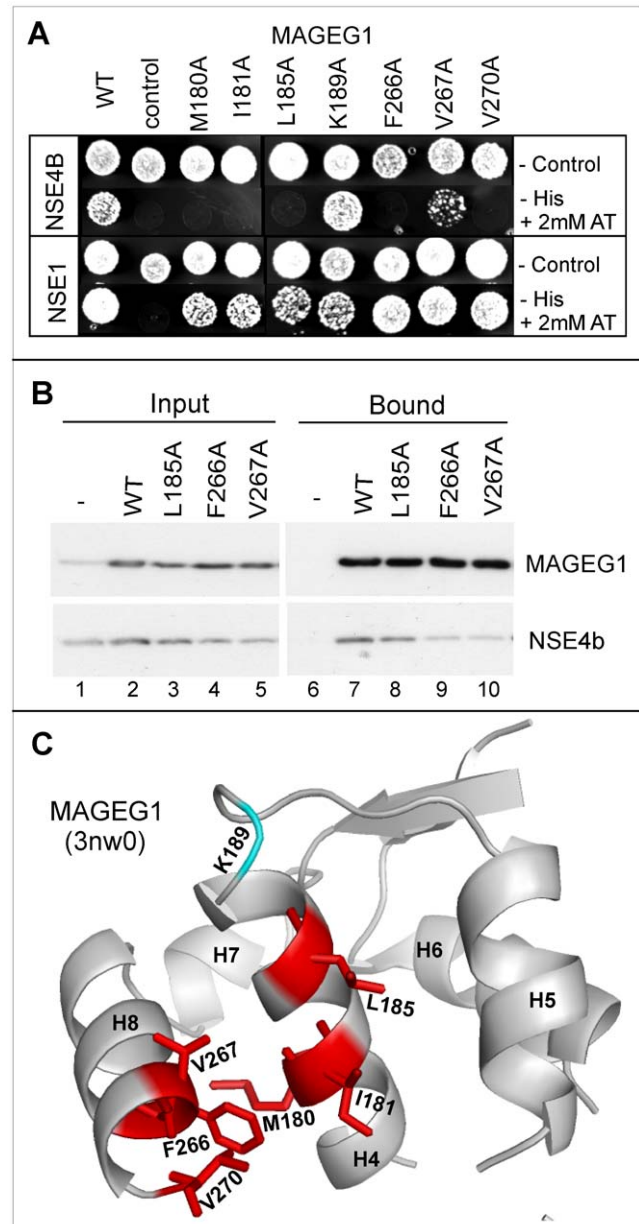 A
MAGEG1
WT control M180A I181A L185A K189A F266A V267A V270A
NSE4B
- Control
- His
+ 2mM AT
NSE1
- Control
- His
+ 2mM AT
B
Input Bound
- WT L185A F266A V267A - WT L185A F266A V267A
MAGEG1
NSE4b
1 2 3 4 5 6 7 8 9 10
C
MAGEG1
(3nw0)
K189
H7
H6
L185
H5
H8
V267
I181
M180
F266
H4
V270